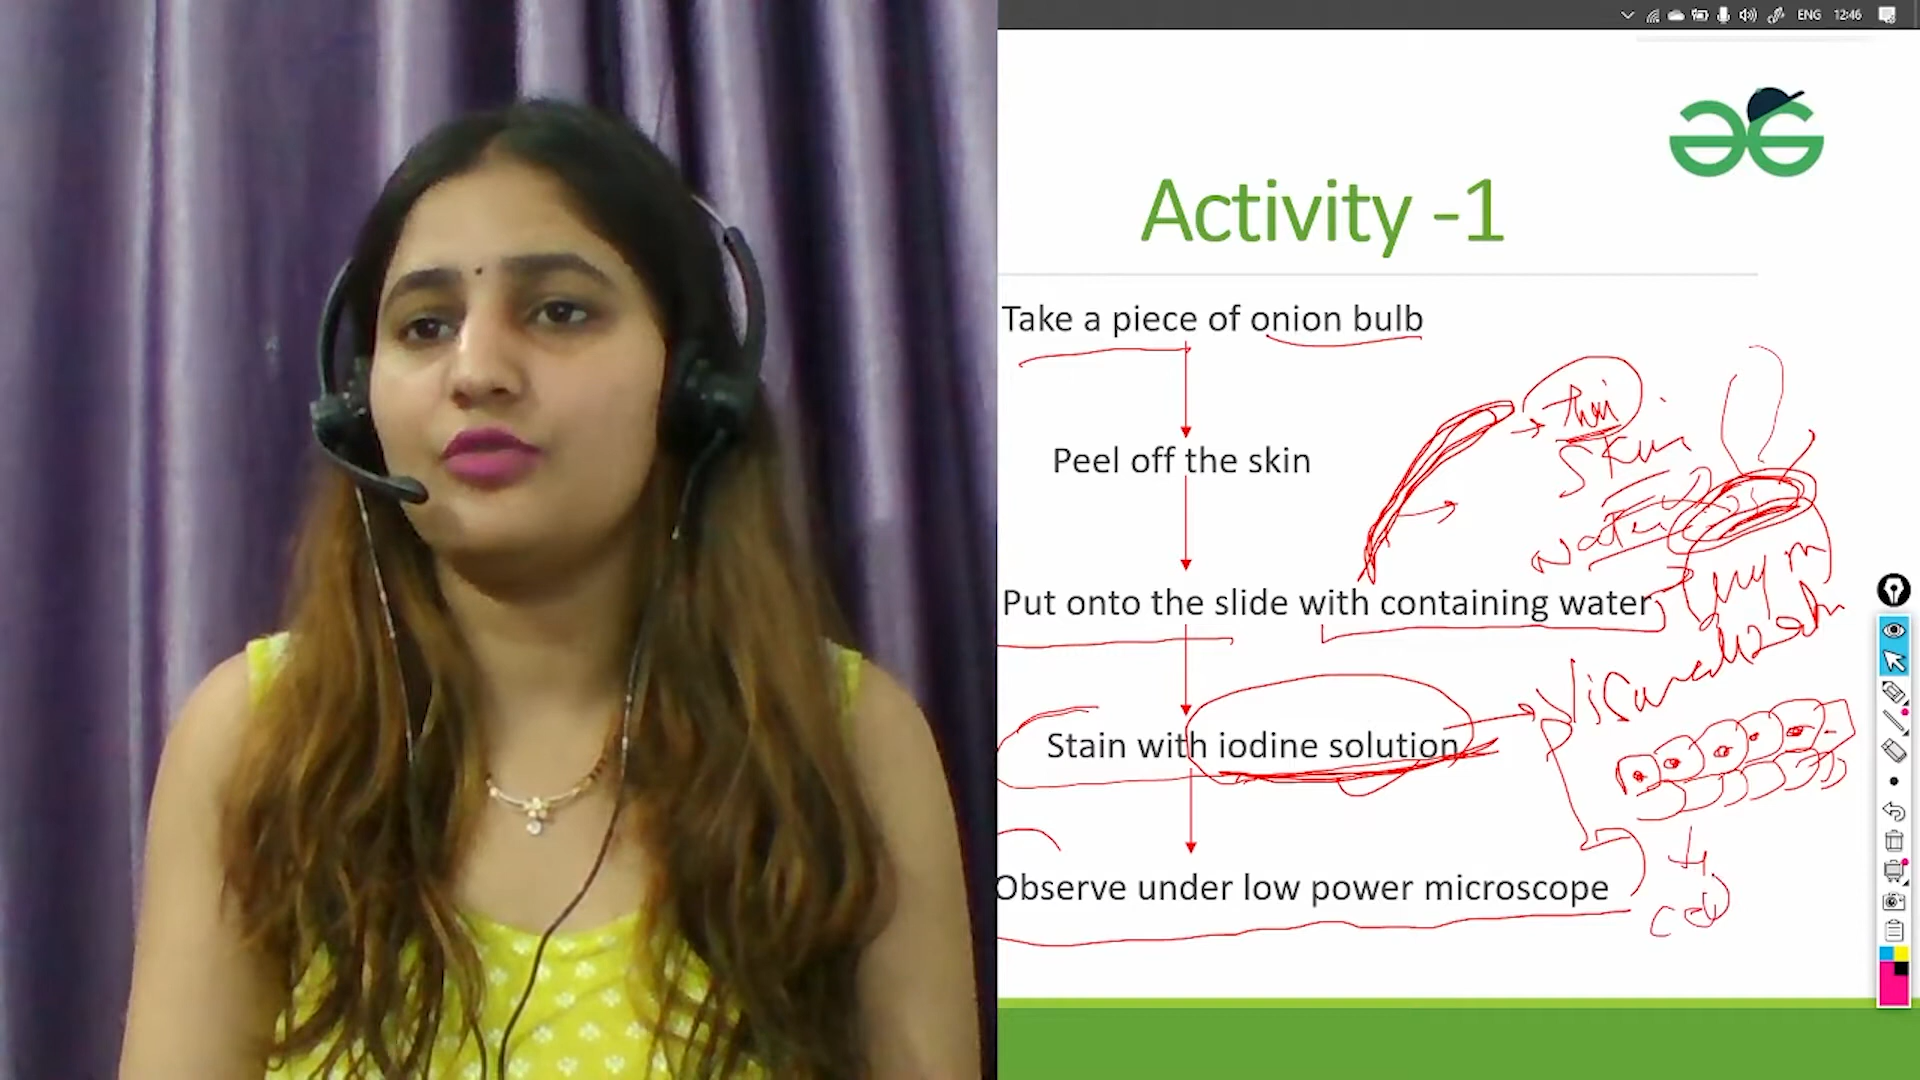 ENG 12:46
Activity -1
Take a piece of onion bulb
thin
Skin
Peel off the skin
water
Put onto the slide with containing water
Stain with iodine solution
Observe under low power microscope
cell